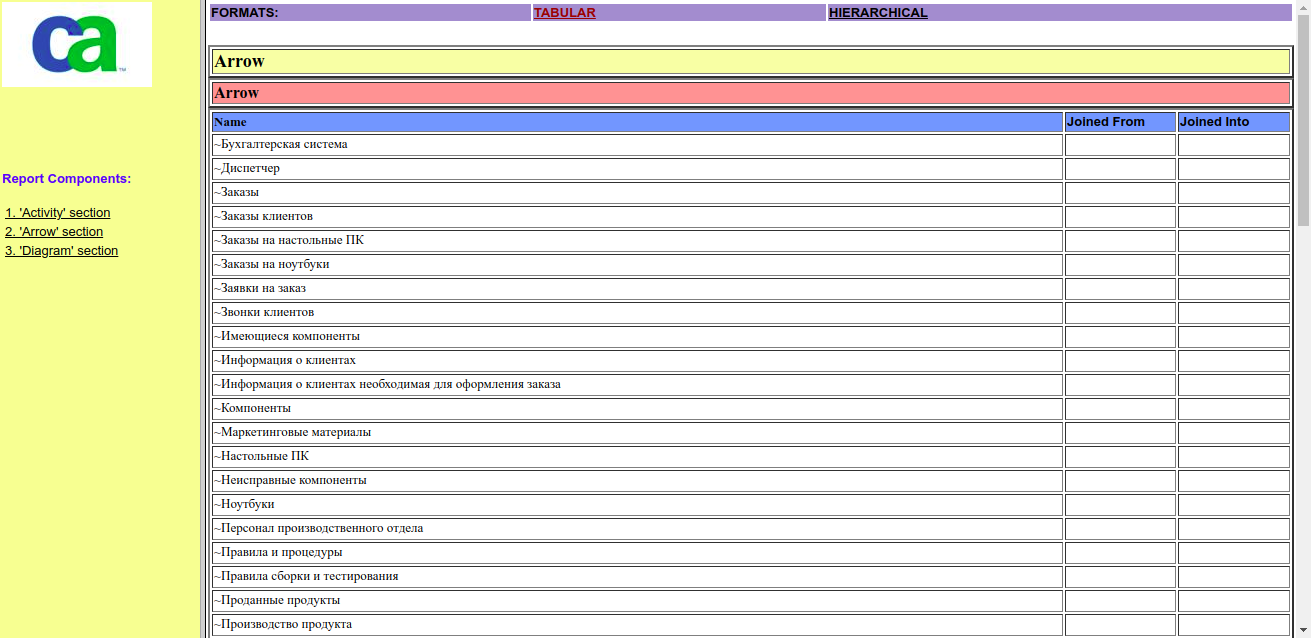 ca™
Report Components:
1. 'Activity' section
2. 'Arrow' section
3. 'Diagram' section
FORMATS: TABULAR HIERARCHICAL
Arrow
Arrow
Name Joined From Joined Into
~Бухгалтерская система
~Диспетчер
~Заказы
~Заказы клиентов
~Заказы на настольные ПК
~Заказы на ноутбуки
~Заявки на заказ
~Звонки клиентов
~Имеющиеся компоненты
~Информация о клиентах
~Информация о клиентах необходимая для оформления заказа
~Компоненты
~Маркетинговые материалы
~Настольные ПК
~Неисправные компоненты
~Ноутбуки
~Персонал производственного отдела
~Правила и процедуры
~Правила сборки и тестирования
~Проданные продукты
~Производство продукта